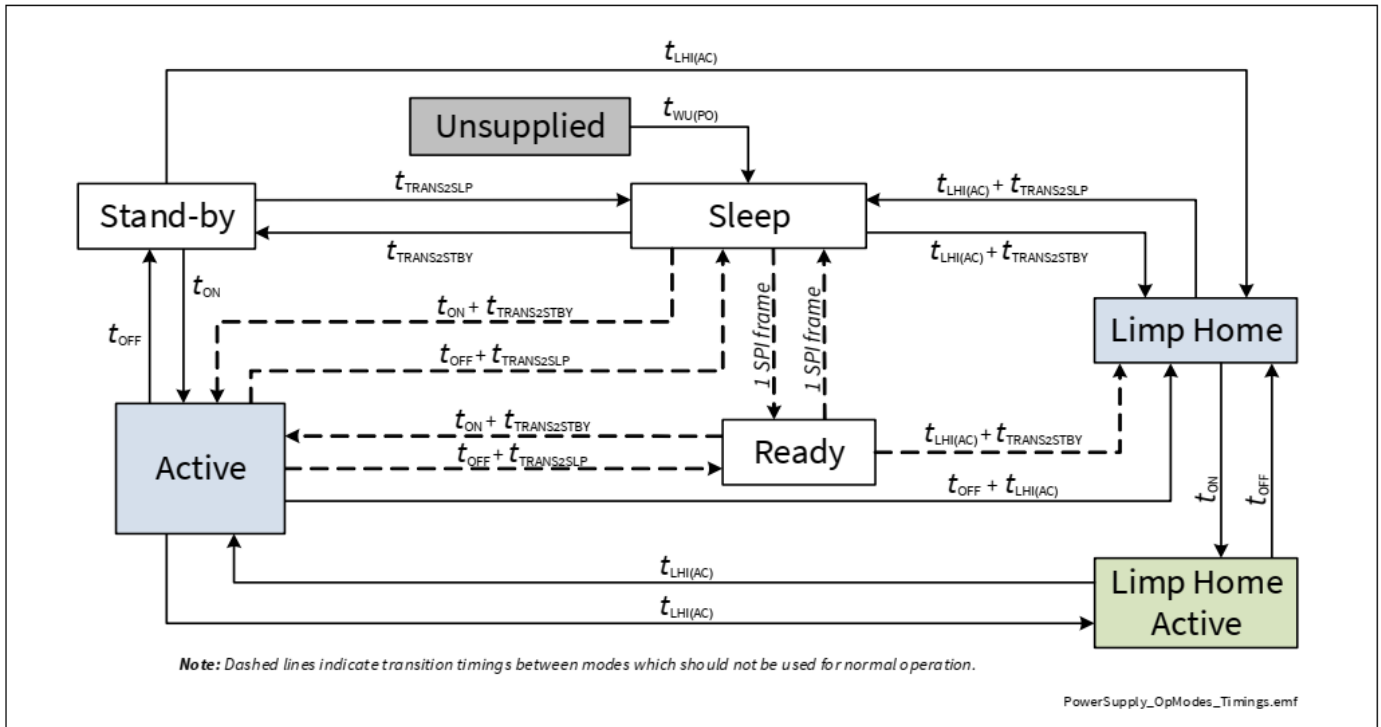 tLHI(AC)
Unsupplied
tWU(PO)
Stand-by
tTRANS2SLP
Sleep
tLHI(AC) + tTRANS2SLP
tTRANS2STBY
tLHI(AC) + tTRANS2STBY
tON
tOFF
tON + tTRANS2STBY
1 SPI frame
1 SPI frame
Limp Home
tOFF + tTRANS2SLP
Active
tON + tTRANS2STBY
tOFF + tTRANS2SLP
Ready
tLHI(AC) + tTRANS2STBY
tOFF + tLHI(AC)
tON
tOFF
tLHI(AC)
tLHI(AC)
Limp Home
Active
Note: Dashed lines indicate transition timings between modes which should not be used for normal operation.
PowerSupply_OpModes_Timings.emf